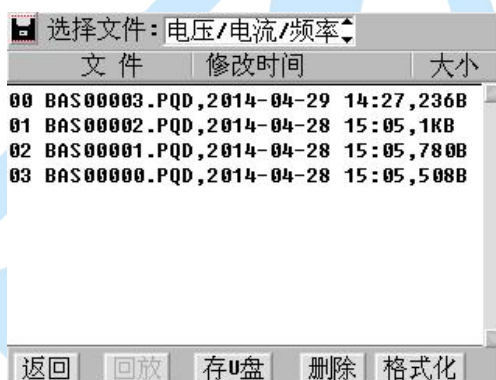 选择文件:电压/电流/频率
文件 修改时间 大小
00 BAS00003.PQD,2014-04-29 14:27,236B
01 BAS00002.PQD,2014-04-28 15:05,1KB
02 BAS00001.PQD,2014-04-28 15:05,780B
03 BAS00000.PQD,2014-04-28 15:05,508B
返回 回放 存U盘 删除 格式化